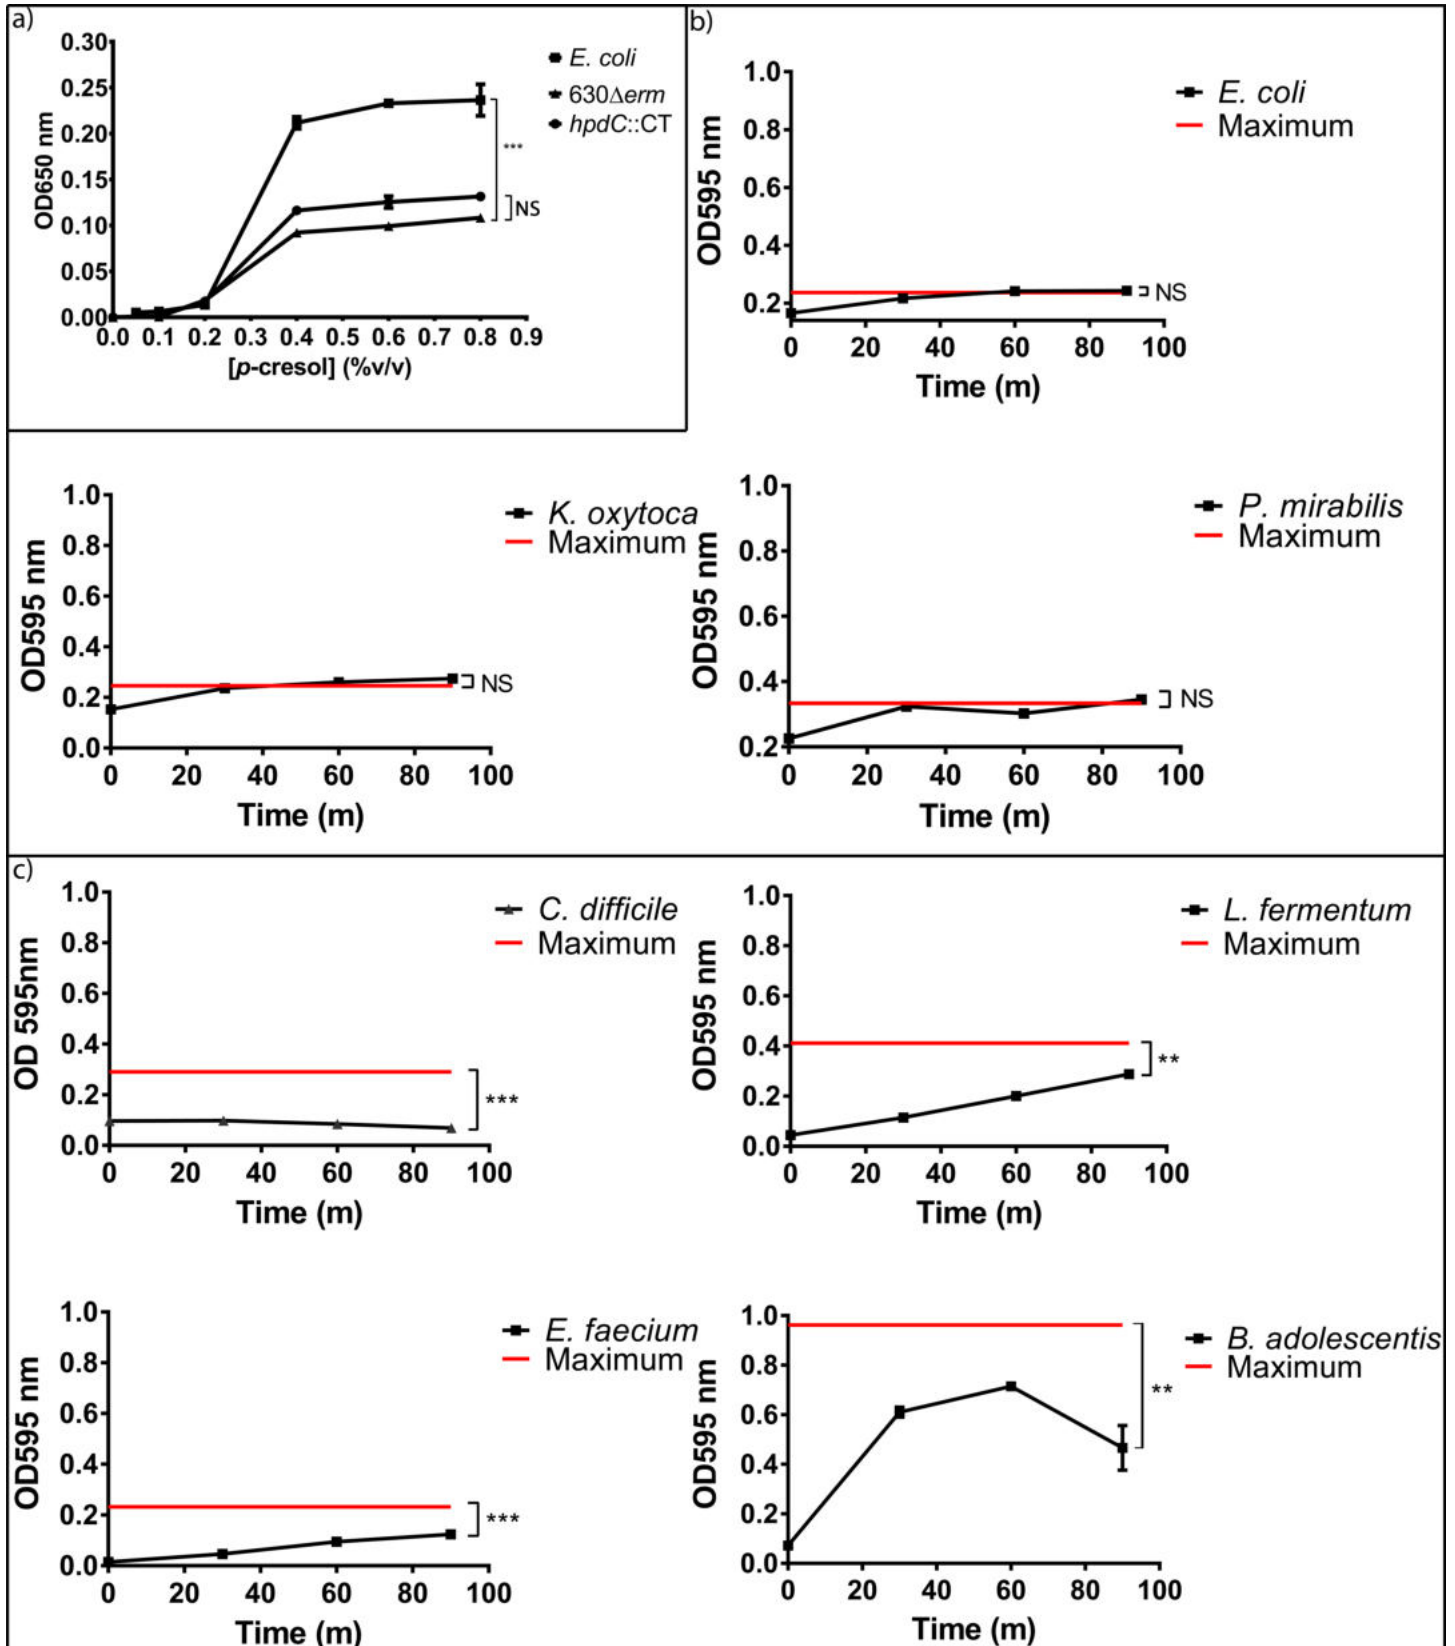 a)
0.30
0.25
0.20
0.15
0.10
0.05
0.00
OD650 nm
0.0 0.1 0.2 0.3 0.4 0.5 0.6 0.7 0.8 0.9
[p-cresol] (%v/v)
E. coli
630Δerm
hpdC::CT
***
NS
b)
1.0
0.8
0.6
0.4
0.2
OD595 nm
0 20 40 60 80 100
Time (m)
E. coli
Maximum
NS
1.0
0.8
0.6
0.4
0.2
0.0
OD595 nm
0 20 40 60 80 100
Time (m)
K. oxytoca
Maximum
NS
1.0
0.8
0.6
0.4
0.2
OD595 nm
0 20 40 60 80 100
Time (m)
P. mirabilis
Maximum
NS
c)
1.0
0.8
0.6
0.4
0.2
0.0
OD 595nm
0 20 40 60 80 100
Time (m)
C. difficile
Maximum
***
1.0
0.8
0.6
0.4
0.2
0.0
OD595 nm
0 20 40 60 80 100
Time (m)
L. fermentum
Maximum
**
1.0
0.8
0.6
0.4
0.2
0.0
OD595 nm
0 20 40 60 80 100
Time (m)
E. faecium
Maximum
***
1.0
0.8
0.6
0.4
0.2
0.0
OD595 nm
0 20 40 60 80 100
Time (m)
B. adolescentis
Maximum
**